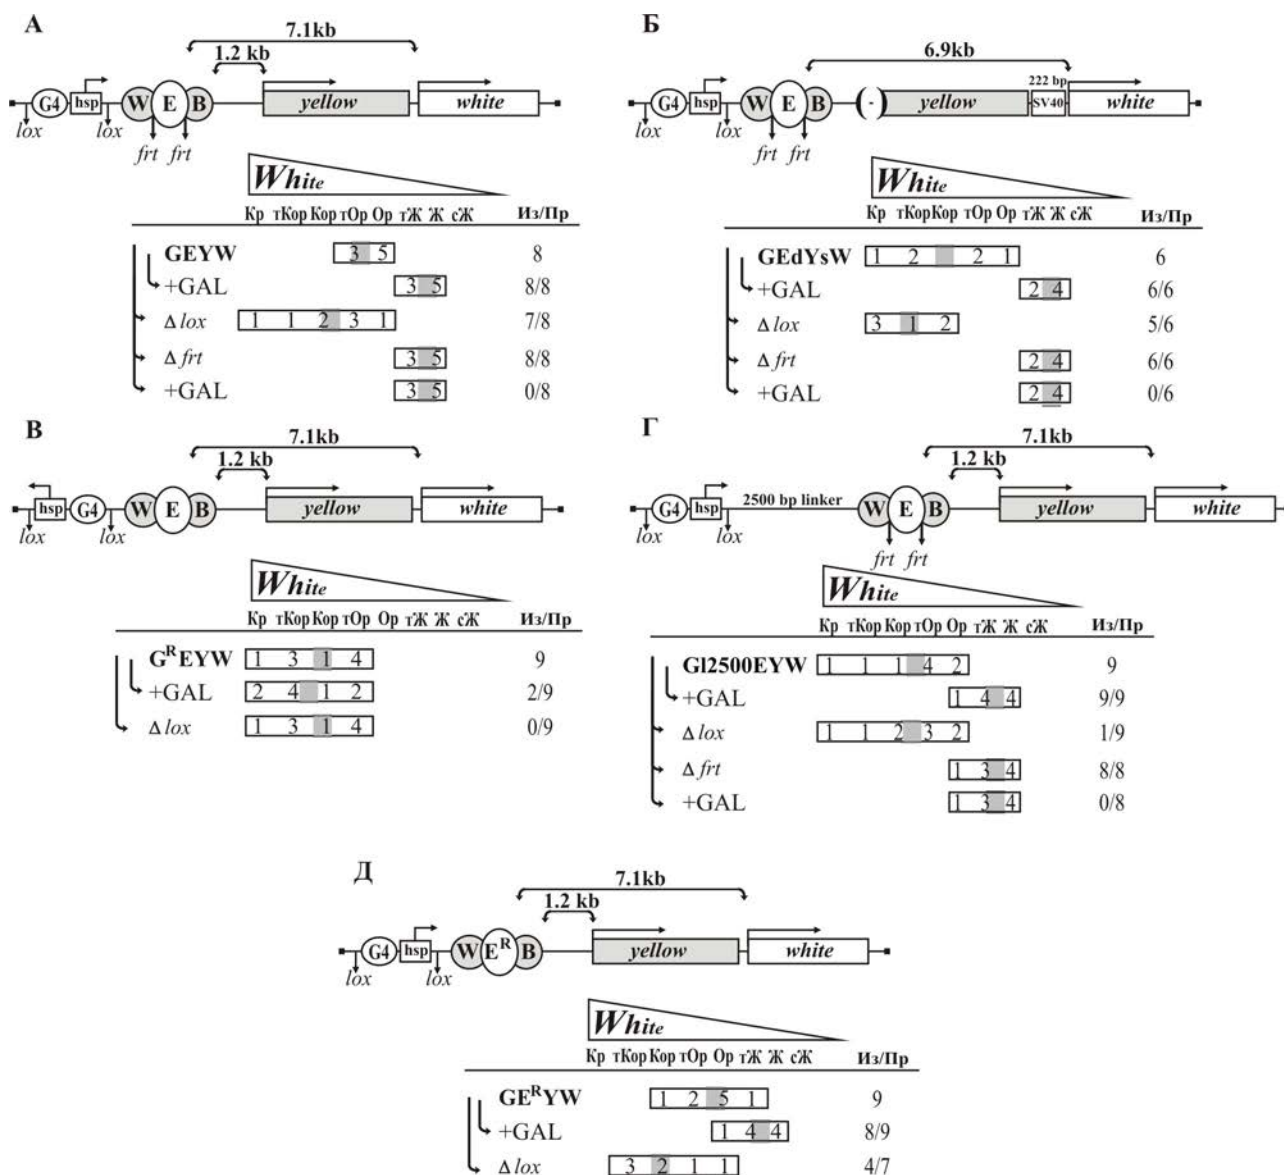 А
7.1kb
1.2 kb
G4 hsp W E B yellow white
lox lox
frt frt
White
Кр тКор Кор тОр Ор тЖ Ж сЖ Из/Пр
GEYW 3 5 8
+GAL 3 5 8/8
Δ lox 1 1 2 3 1 7/8
Δ frt 3 5 8/8
+GAL 3 5 0/8
Б
6.9kb
222 bp
G4 hsp W E B (-) yellow SV40 white
lox lox
frt frt
White
Кр тКор Кор тОр Ор тЖ Ж сЖ Из/Пр
GEdYsW 1 2 2 1 6
+GAL 2 4 6/6
Δ lox 3 1 2 5/6
Δ frt 2 4 6/6
+GAL 2 4 0/6
В
7.1kb
1.2 kb
hsp G4 W E B yellow white
lox lox
White
Кр тКор Кор тОр Ор тЖ Ж сЖ Из/Пр
GᴿEYW 1 3 1 4 9
+GAL 2 4 1 2 2/9
Δ lox 1 3 1 4 0/9
Г
7.1kb
1.2 kb
G4 hsp 2500 bp linker W E B yellow white
lox lox
frt frt
White
Кр тКор Кор тОр Ор тЖ Ж сЖ Из/Пр
Gl2500EYW 1 1 1 4 2 9
+GAL 1 4 4 9/9
Δ lox 1 1 2 3 2 1/9
Δ frt 1 3 4 8/8
+GAL 1 3 4 0/8
Д
7.1kb
1.2 kb
G4 hsp W Eᴿ B yellow white
lox lox
White
Кр тКор Кор тОр Ор тЖ Ж сЖ Из/Пр
GEᴿYW 1 2 5 1 9
+GAL 1 4 4 8/9
Δ lox 3 2 1 1 4/7